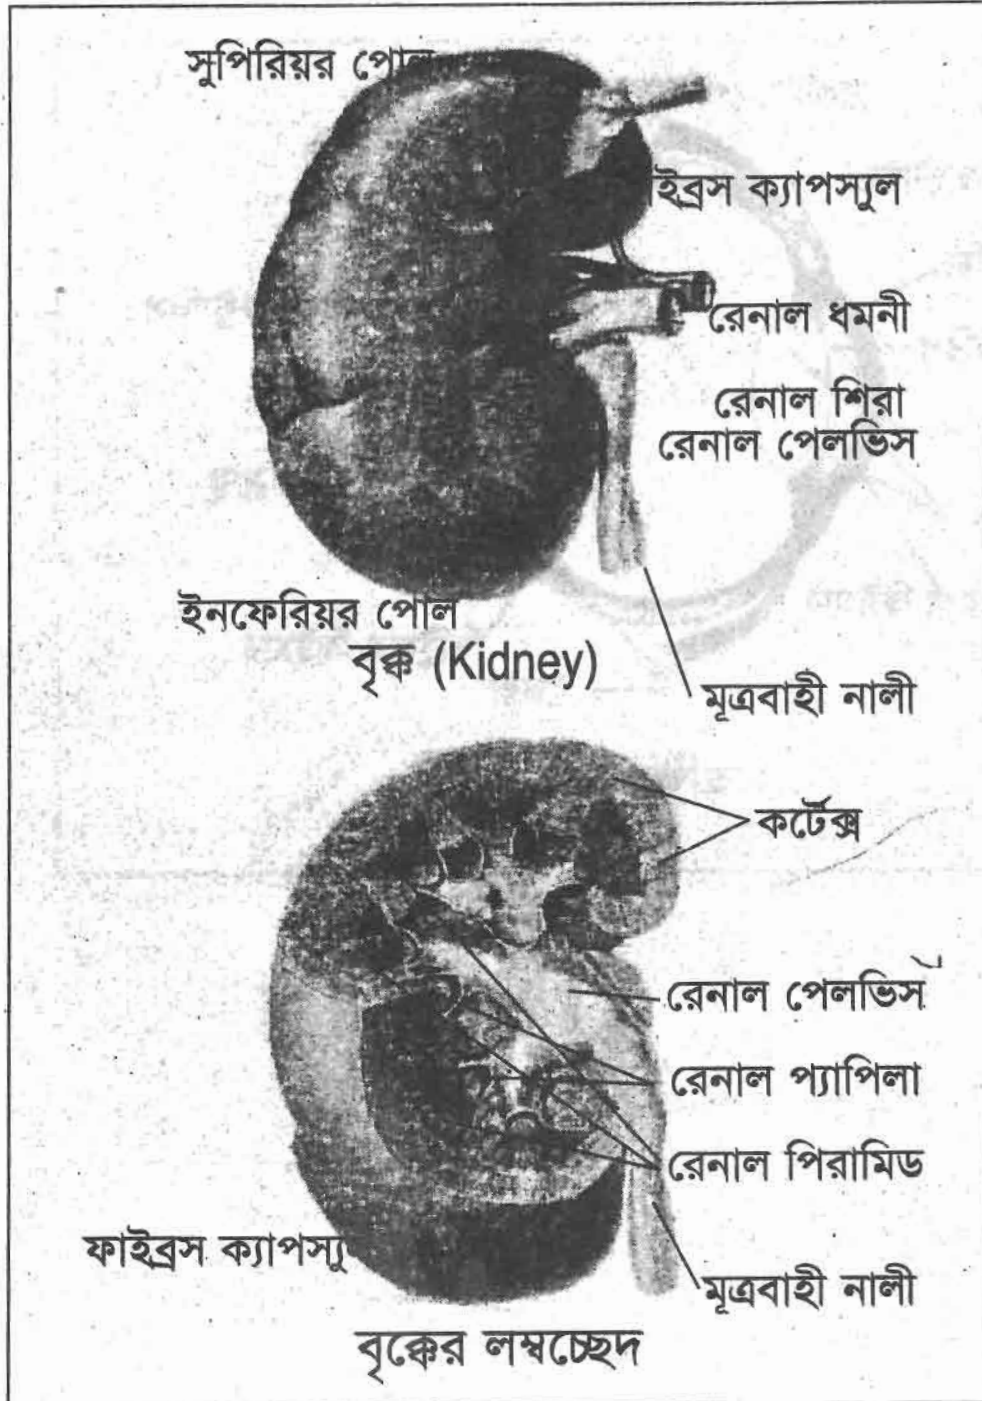 সুপিরিয়র পোল
াইব্রস ক্যাপস্যুল
রেনাল ধমনী
রেনাল শিরা
রেনাল পেলভিস
ইনফেরিয়র পোল
বৃক্ক (Kidney)
মূত্রবাহী নালী
কর্টেক্স
রেনাল পেলভিস
রেনাল প্যাপিলা
রেনাল পিরামিড
ফাইব্রস ক্যাপস্যু
মূত্রবাহী নালী
বৃক্কের লম্বচ্ছেদ